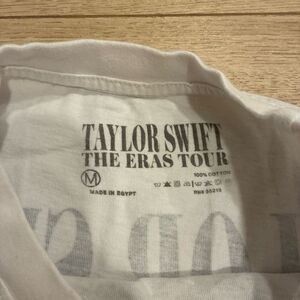 TAYLOR SWIFT
THE ERAS TOUR
M
100% COTTON
MADE IN EGYPT